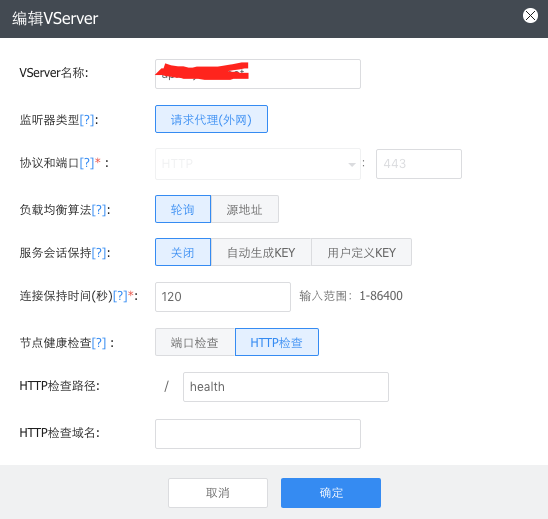 编辑VServer
VServer名称:
监听器类型[?]: 请求代理(外网)
协议和端口[?]* : HTTP : 443
负载均衡算法[?]: 轮询 源地址
服务会话保持[?]: 关闭 自动生成KEY 用户定义KEY
连接保持时间(秒)[?]*: 120 输入范围：1-86400
节点健康检查[?] : 端口检查 HTTP检查
HTTP检查路径: / health
HTTP检查域名:
取消 确定